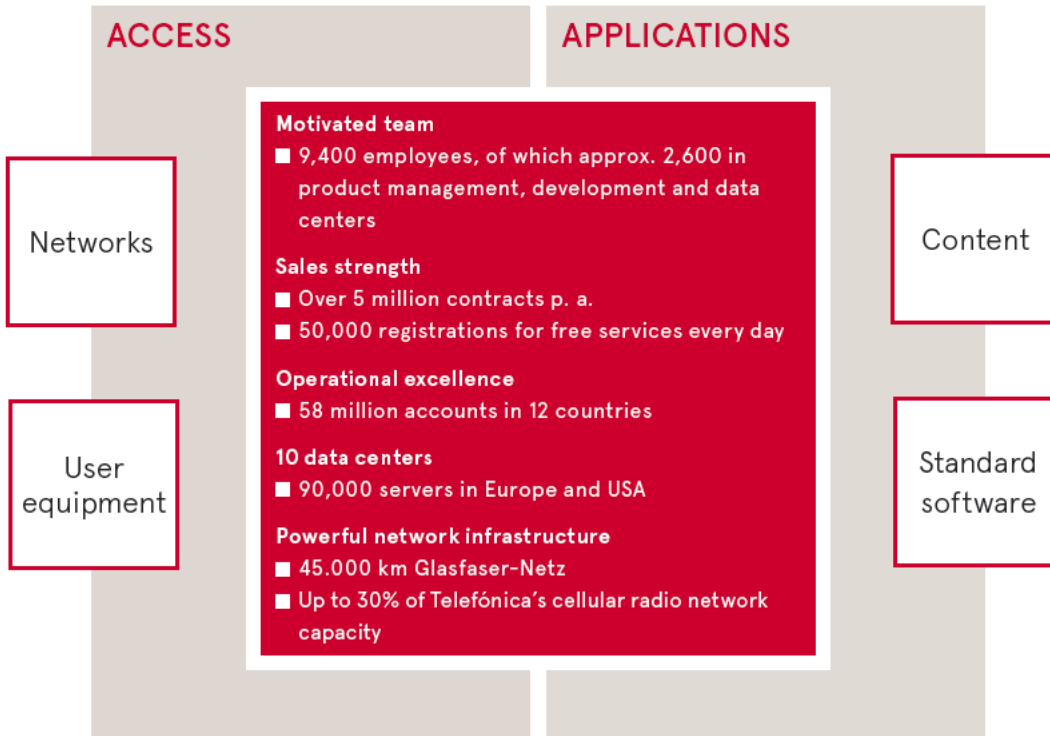 ACCESS
APPLICATIONS
Networks
User
equipment
Motivated team
■ 9,400 employees, of which approx. 2,600 in
product management, development and data
centers
Sales strength
■ Over 5 million contracts p. a.
■ 50,000 registrations for free services every day
Operational excellence
■ 58 million accounts in 12 countries
10 data centers
■ 90,000 servers in Europe and USA
Powerful network infrastructure
■ 45.000 km Glasfaser-Netz
■ Up to 30% of Telefónica's cellular radio network
capacity
Content
Standard
software